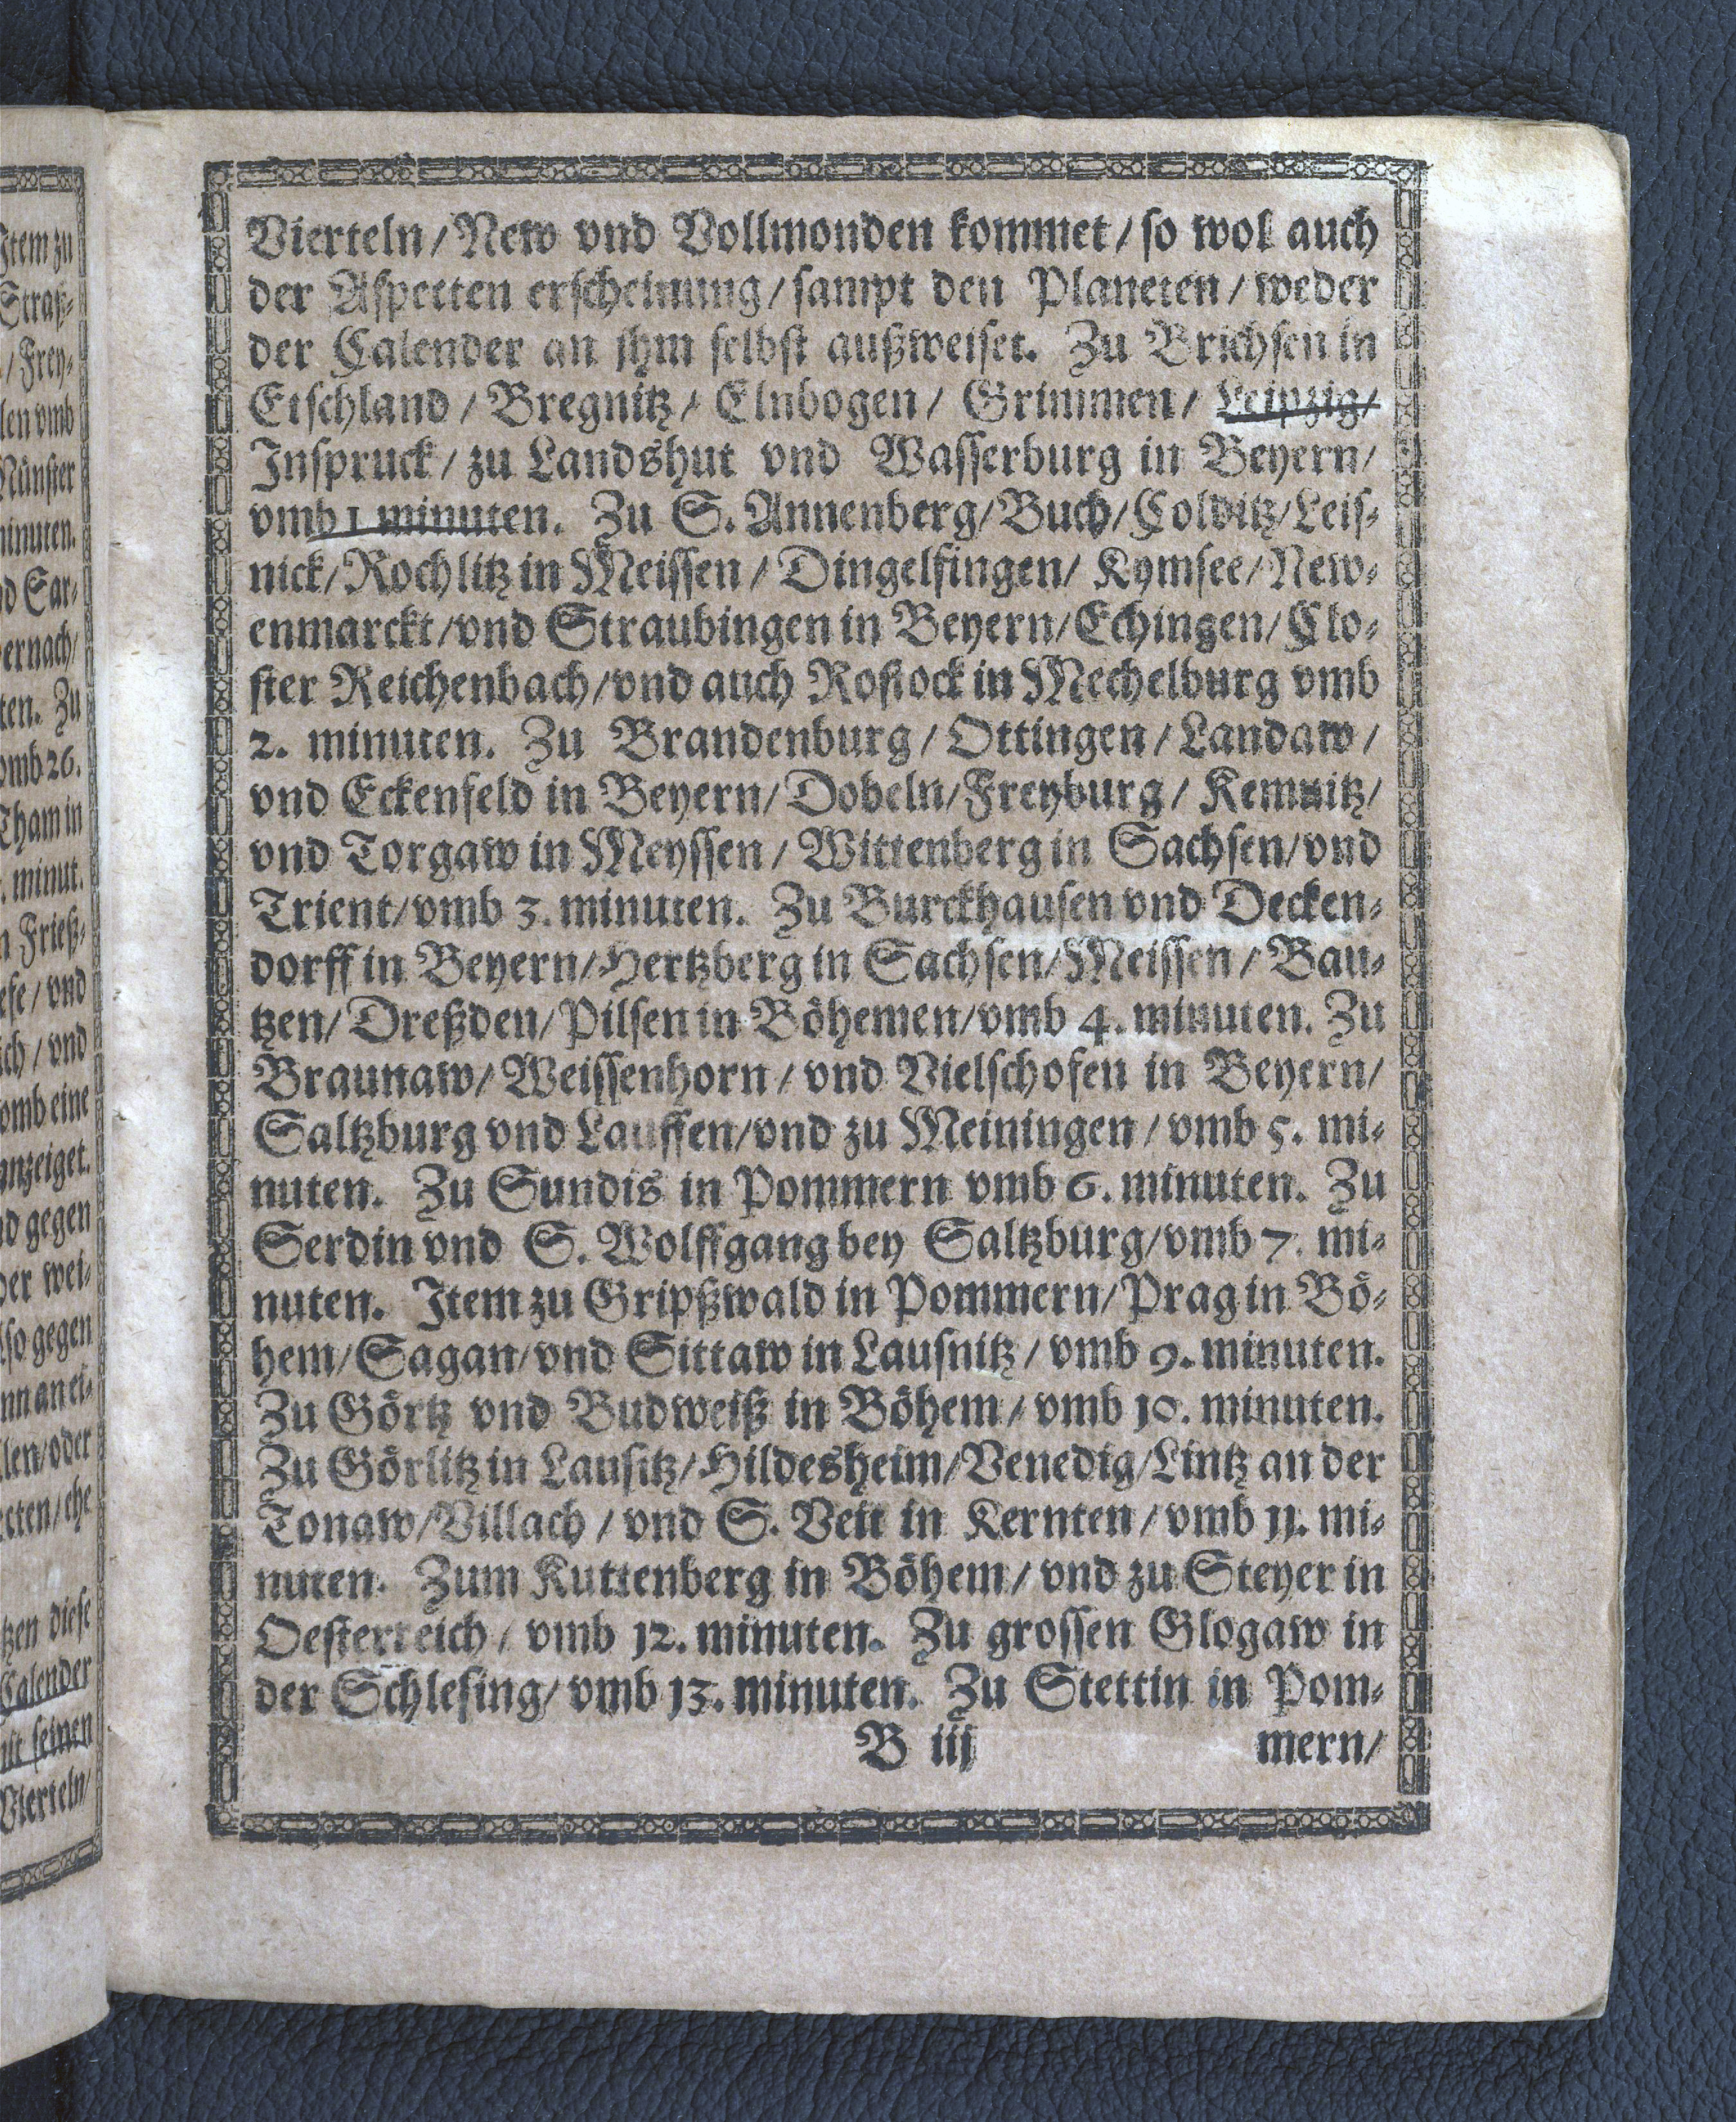 Vierteln/ New vnd Vollmonden kommet/ so wol auch
der Aspecten erscheinung/ sampt den Planeten/ weder
der Calender an jhm selbst außweiset. Zu Brichsen in
Etschland/ Bregnitz/ Elnbogen/ Grimmen/ Leipzig/
Inspruck/ zu Landshut vnd Wasserburg in Beyern/
vmb 1 minuten. Zu S. Annenberg/ Buch/ Colditz/ Leis-
nick/ Rochlitz in Meissen/ Dingelfingen/ Kymsee/ New-
enmarckt/ vnd Straubingen in Beyern/ Echingen/ Clo-
ster Reichenbach/ vnd auch Rostock in Mechelburg vmb
2. minuten. Zu Brandenburg/ Ottingen/ Landaw/
vnd Eckenfeld in Beyern/ Dobeln/ Freyburg/ Kemnitz/
vnd Torgaw in Meyssen/ Wittenberg in Sachsen/ vnd
Trient/ vmb 3. minuten. Zu Burckhausen vnd Decken-
dorff in Beyern/ Hertzberg in Sachsen/ Meissen/ Bau-
tzen/ Dreßden/ Pilsen in Böhemen/ vmb 4. minuten. Zu
Braunaw/ Weissenhorn/ vnd Vielschofen in Beyern/
Saltzburg vnd Lauffen/ vnd zu Meiningen/ vmb 5. mi-
nuten. Zu Sundis in Pommern vmb 6. minuten. Zu
Serdin vnd S. Wolffgang bey Saltzburg/ vmb 7. mi-
nuten. Item zu Gripßwald in Pommern/ Prag in Bö-
hem/ Sagan/ vnd Sittaw in Lausnitz/ vmb 9. minuten.
Zu Görtz vnd Budweiß in Böhem/ vmb 10. minuten.
Zu Görlitz in Lausitz/ Hildesheim/ Venedig/ Lintz an der
Tonaw/ Villach/ vnd S. Veit in Kernten/ vmb 11. mi-
nuten. Zum Kuttenberg in Böhem/ vnd zu Steyer in
Oesterreich/ vmb 12. minuten. Zu grossen Glogaw in
der Schlesing/ vmb 13. minuten. Zu Stettin in Pom-
B iij mern/